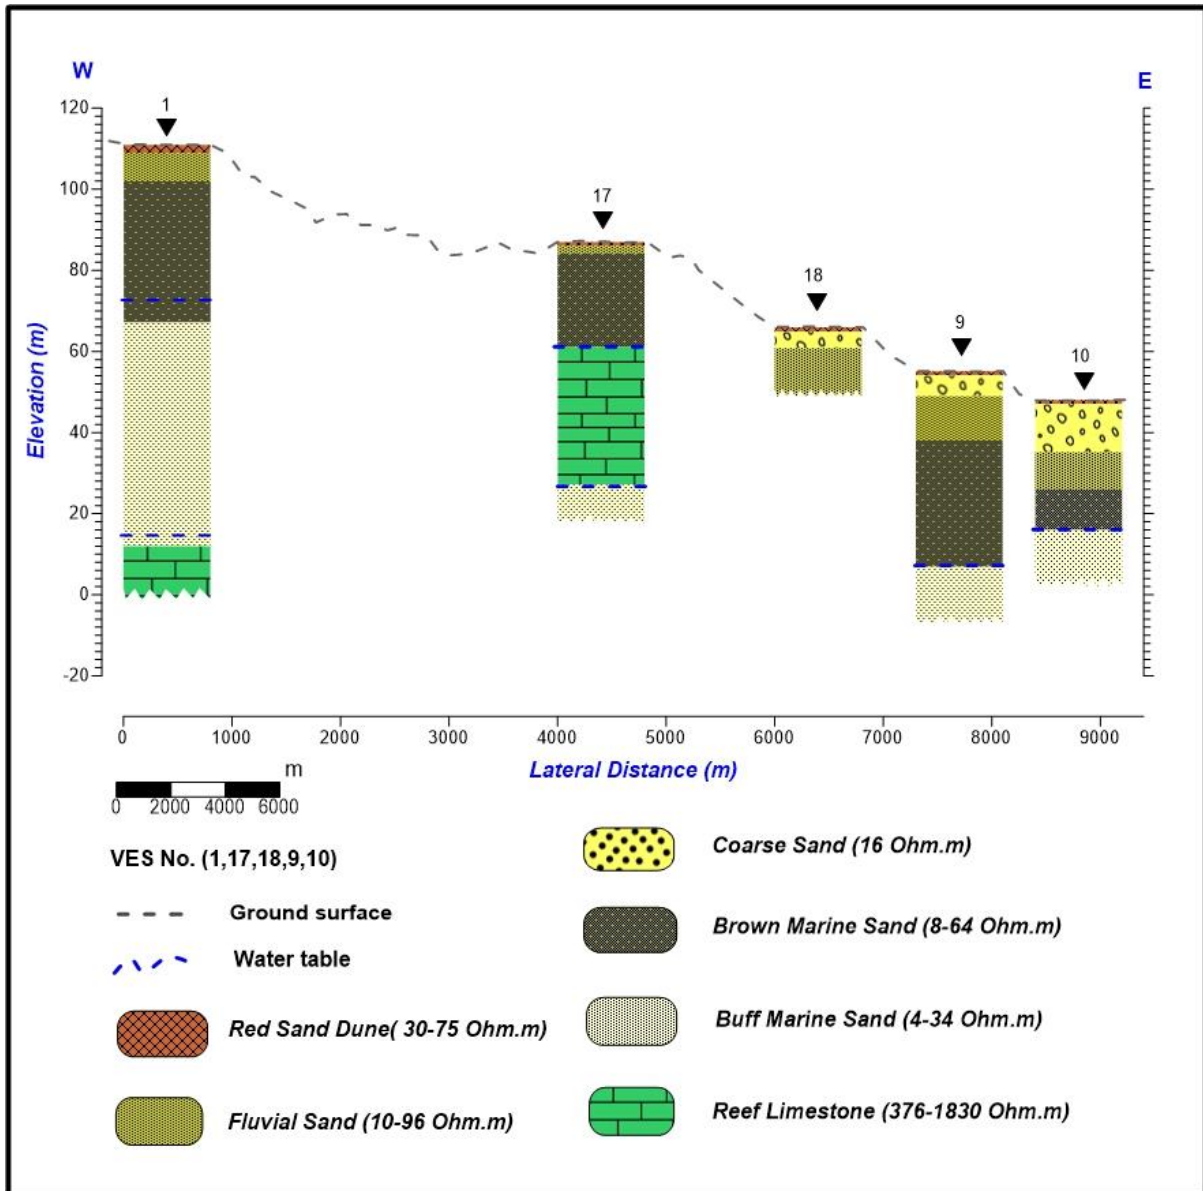 W
E
1
17
18
9
10
120
100
80
60
40
20
0
-20
Elevation (m)
0 1000 2000 3000 4000 5000 6000 7000 8000 9000
Lateral Distance (m)
m
0 2000 4000 6000
VES No. (1,17,18,9,10)
Ground surface
Water table
Red Sand Dune( 30-75 Ohm.m)
Fluvial Sand (10-96 Ohm.m)
Coarse Sand (16 Ohm.m)
Brown Marine Sand (8-64 Ohm.m)
Buff Marine Sand (4-34 Ohm.m)
Reef Limestone (376-1830 Ohm.m)